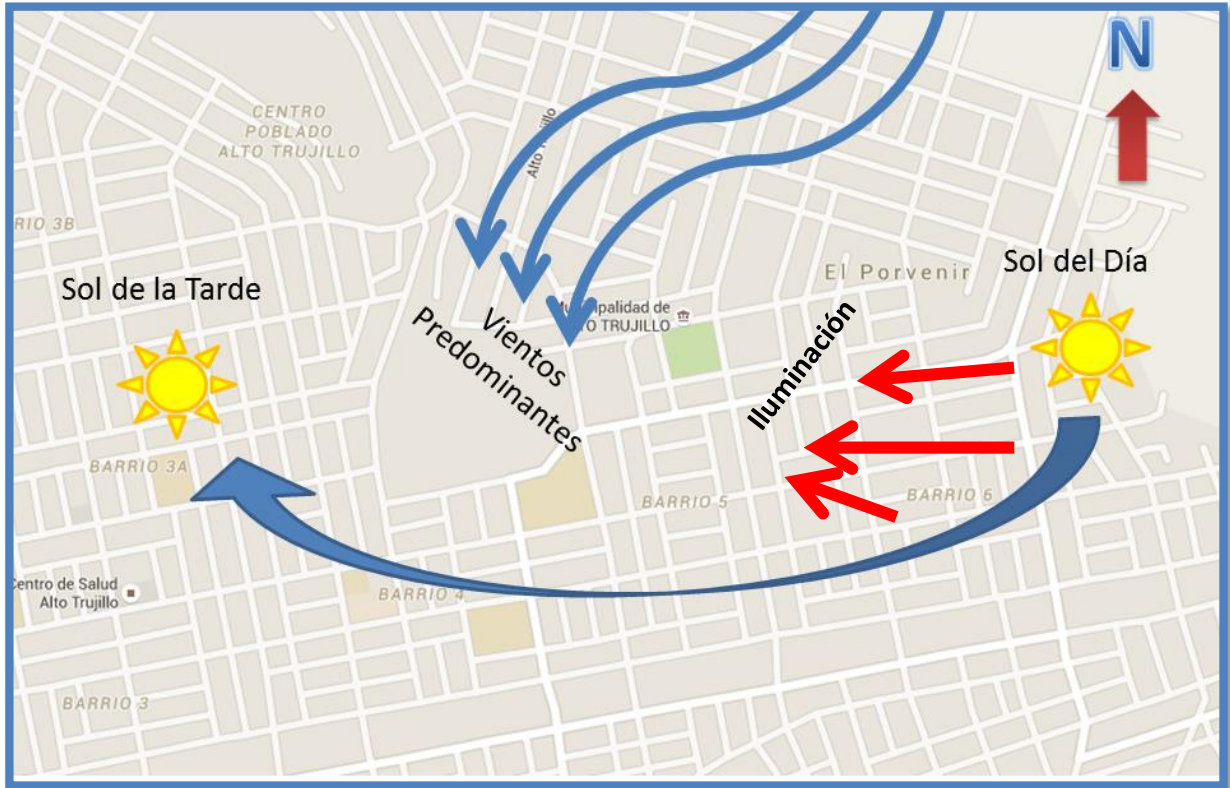 N
CENTRO
POBLADO
ALTO TRUJILLO
Alto Trujillo
RIO 3B
Sol de la Tarde
El Porvenir
Sol del Día
Municipalidad de
TO TRUJILLO
Vientos
Predominantes
Iluminación
BARRIO 3A
BARRIO 5
BARRIO 6
Centro de Salud
Alto Trujillo
BARRIO 4
BARRIO 3